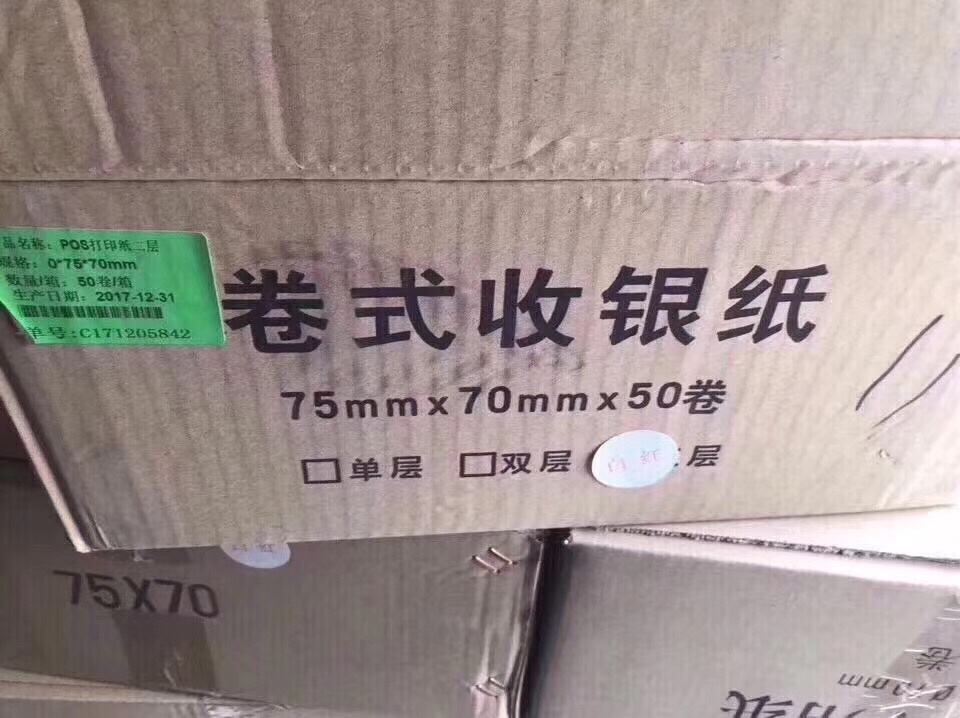 品名称：POS打印纸二层
规格：0*75*70mm
数量/箱：50卷/箱
生产日期：2017-12-31
单号:C171205842
卷式收银纸
75mmx70mmx50卷
□单层 □双层 层
白红
白红
75X70